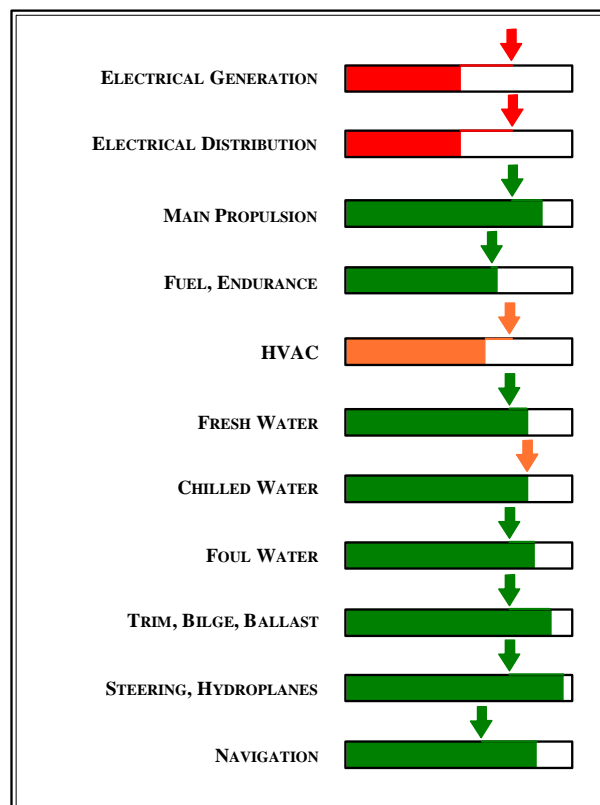 ELECTRICAL GENERATION
ELECTRICAL DISTRIBUTION
MAIN PROPULSION
FUEL, ENDURANCE
HVAC
FRESH WATER
CHILLED WATER
FOUL WATER
TRIM, BILGE, BALLAST
STEERING, HYDROPLANES
NAVIGATION